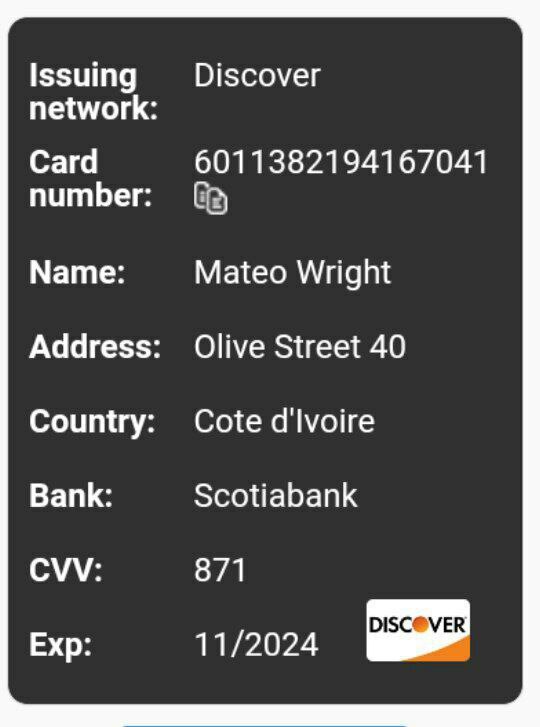 Issuing network: Discover
Card number: 6011382194167041
Name: Mateo Wright
Address: Olive Street 40
Country: Cote d'Ivoire
Bank: Scotiabank
CVV: 871
Exp: 11/2024
DISCOVER